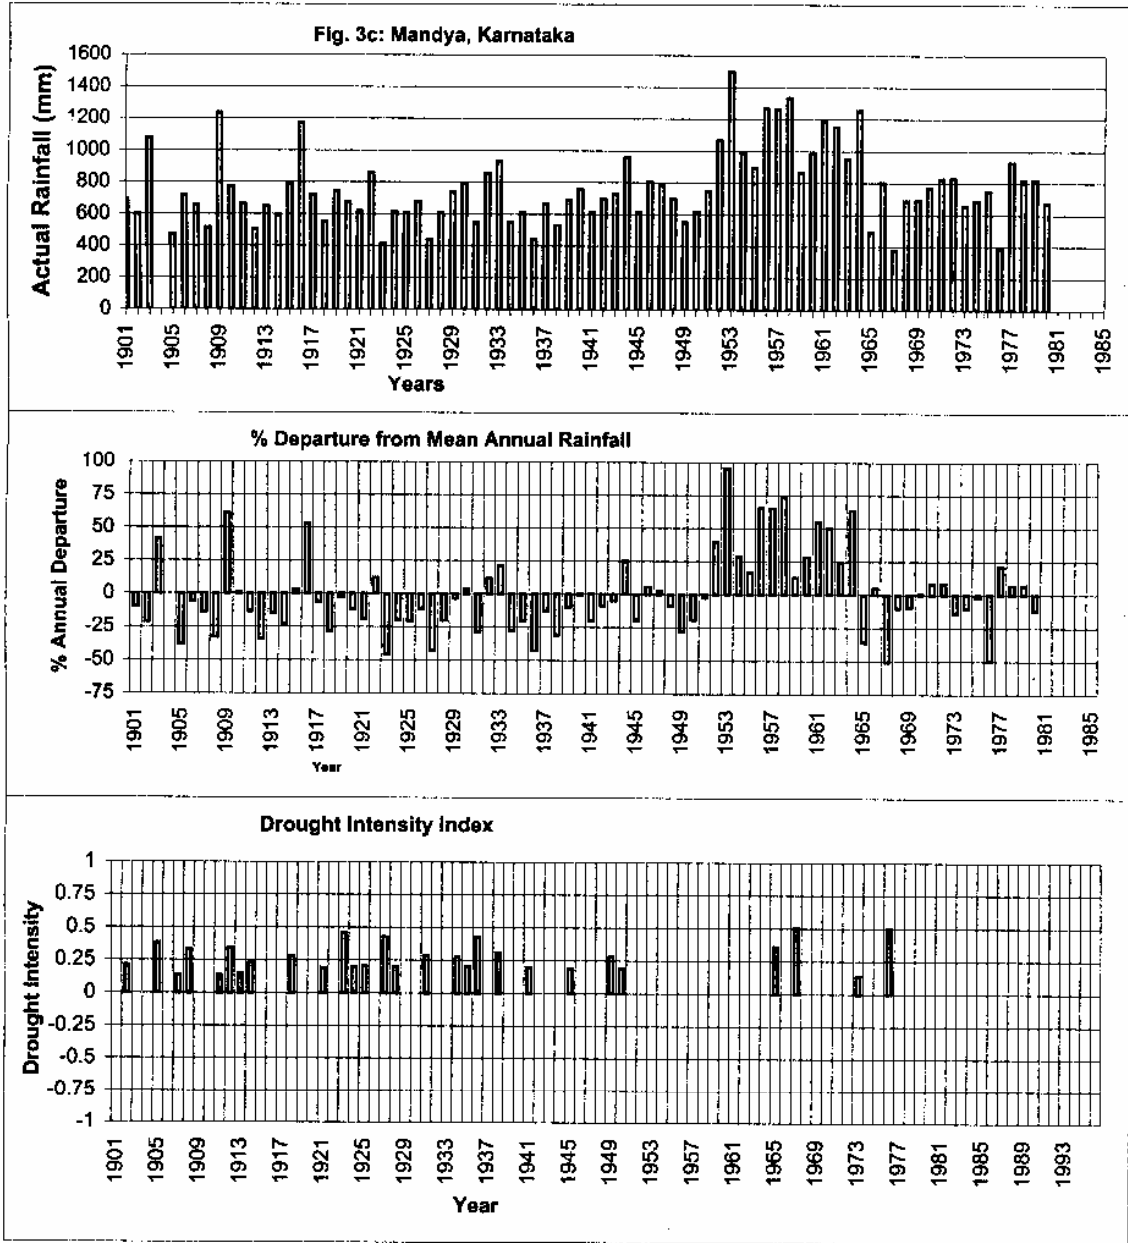 Fig. 3c: Mandya, Karnataka
Actual Rainfall (mm)
1600
1400
1200
1000
800
600
400
200
0
1901 1905 1909 1913 1917 1921 1925 1929 1933 1937 1941 1945 1949 1953 1957 1961 1965 1969 1973 1977 1981 1985
Years
% Departure from Mean Annual Rainfall
% Annual Departure
100
75
50
25
0
-25
-50
-75
1901 1905 1909 1913 1917 1921 1925 1929 1933 1937 1941 1945 1949 1953 1957 1961 1965 1969 1973 1977 1981 1985
Year
Drought Intensity Index
Drought Intensity
1
0.75
0.5
0.25
0
-0.25
-0.5
-0.75
-1
1901 1905 1909 1913 1917 1921 1925 1929 1933 1937 1941 1945 1949 1953 1957 1961 1965 1969 1973 1977 1981 1985 1989 1993
Year